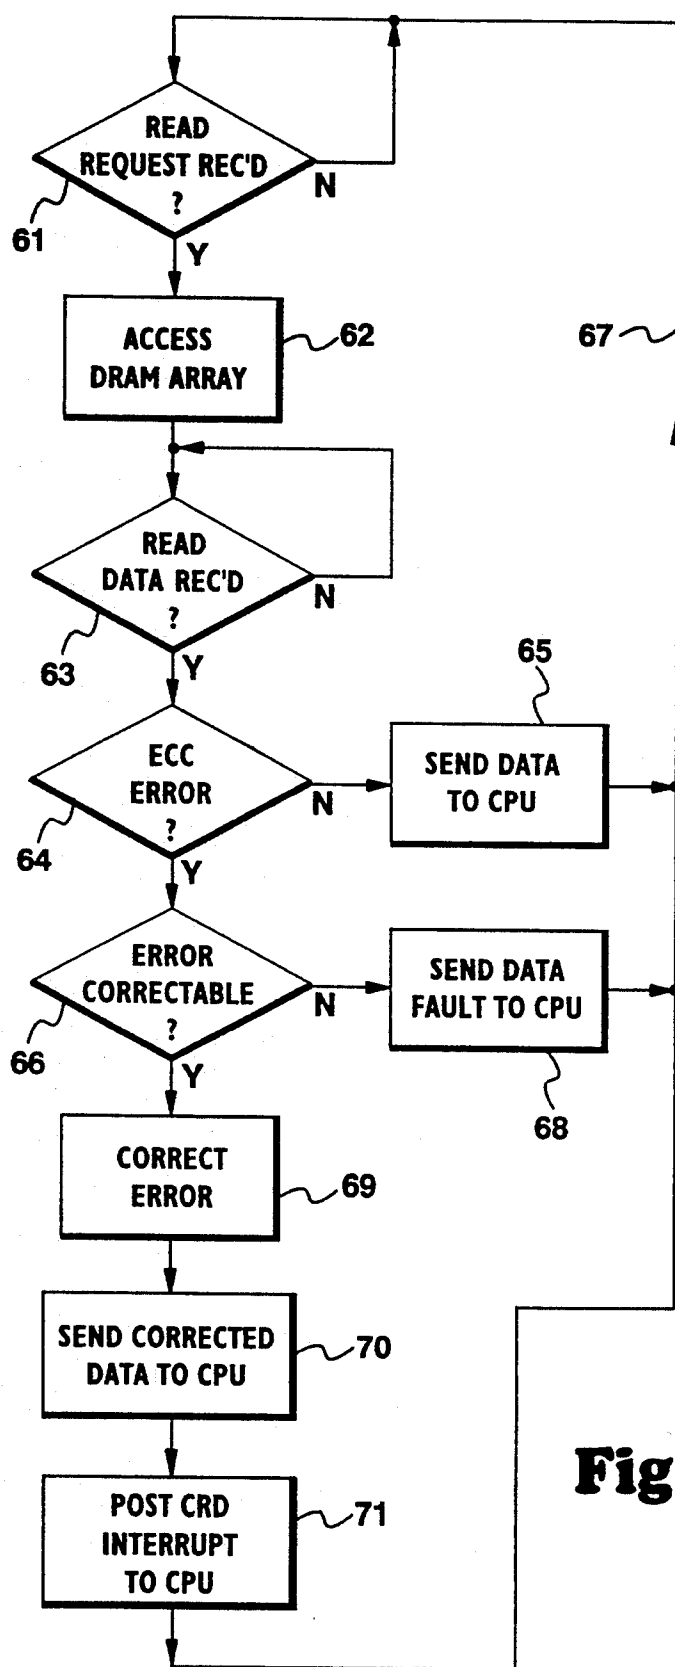 READ
REQUEST REC'D
?
N
61
Y
ACCESS
DRAM ARRAY
62
67
READ
DATA REC'D
?
N
63
Y
65
ECC
ERROR
?
N
64
Y
SEND DATA
TO CPU
ERROR
CORRECTABLE
?
N
66
Y
SEND DATA
FAULT TO CPU
68
CORRECT
ERROR
69
SEND CORRECTED
DATA TO CPU
70
POST CRD
INTERRUPT
TO CPU
71
Fig